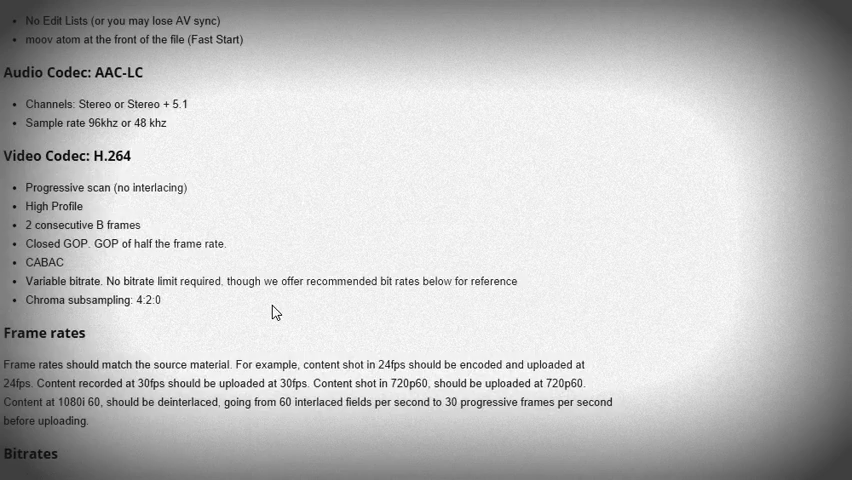 No Edit Lists (or you may lose AV sync)
moov atom at the front of the file (Fast Start)
Audio Codec: AAC-LC
Channels: Stereo or Stereo + 5.1
Sample rate 96khz or 48 khz
Video Codec: H.264
Progressive scan (no interlacing)
High Profile
2 consecutive B frames
Closed GOP. GOP of half the frame rate.
CABAC
Variable bitrate. No bitrate limit required, though we offer recommended bit rates below for reference
Chroma subsampling: 4:2:0
Frame rates
Frame rates should match the source material. For example, content shot in 24fps should be encoded and uploaded at
24fps. Content recorded at 30fps should be uploaded at 30fps. Content shot in 720p60, should be uploaded at 720p60.
Content at 1080i 60, should be deinterlaced, going from 60 interlaced fields per second to 30 progressive frames per second
before uploading.
Bitrates